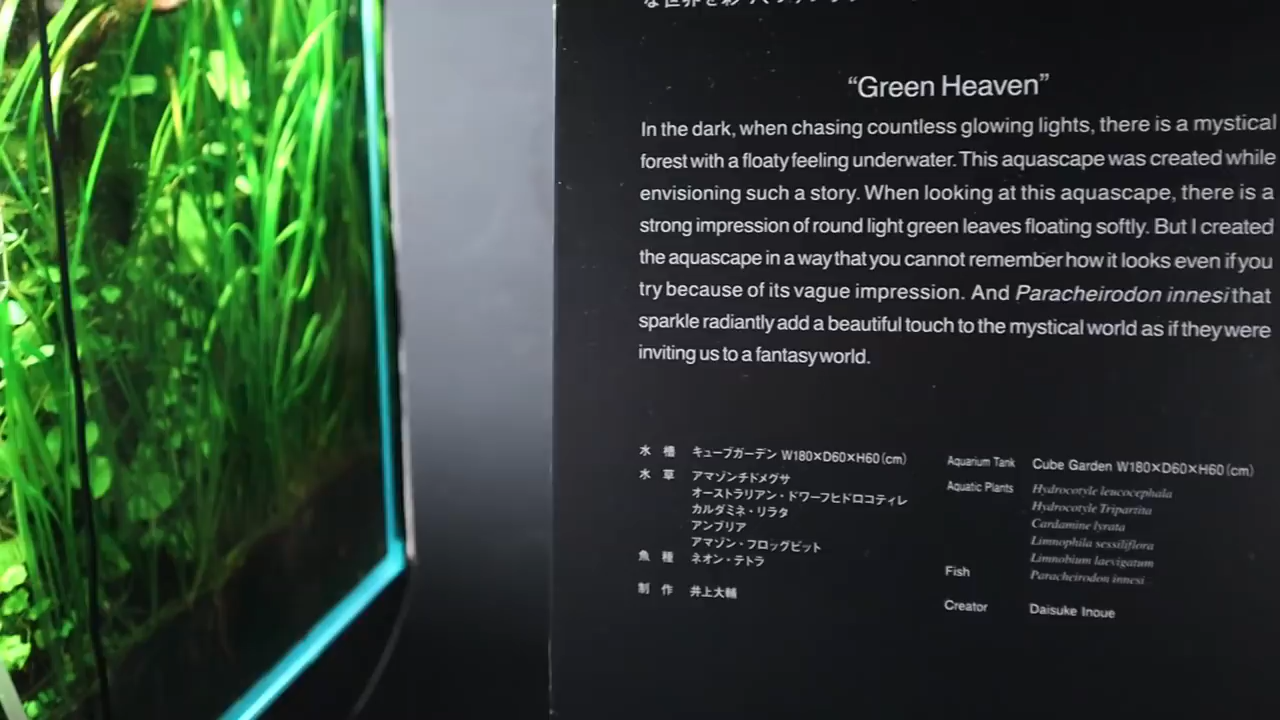 “Green Heaven”
In the dark, when chasing countless glowing lights, there is a mystical
forest with a floaty feeling underwater. This aquascape was created while
envisioning such a story. When looking at this aquascape, there is a
strong impression of round light green leaves floating softly. But I created
the aquascape in a way that you cannot remember how it looks even if you
try because of its vague impression. And Paracheirodon innesi that
sparkle radiantly add a beautiful touch to the mystical world as if they were
inviting us to a fantasy world.
水 槽 キューブガーデン W180×D60×H60(cm)
水 草 アマゾンチドメグサ
オーストラリアン・ドワーフヒドロコティレ
カルダミネ・リラタ
アンブリア
アマゾン・フロッグビット
魚 種 ネオン・テトラ
制 作 井上大輔
Aquarium Tank Cube Garden W180×D60×H60(cm)
Aquatic Plants Hydrocotyle leucocephala
Hydrocotyle Tripartita
Cardamine lyrata
Limnophila sessiliflora
Limnobium laevigatum
Fish Paracheirodon innesi
Creator Daisuke Inoue